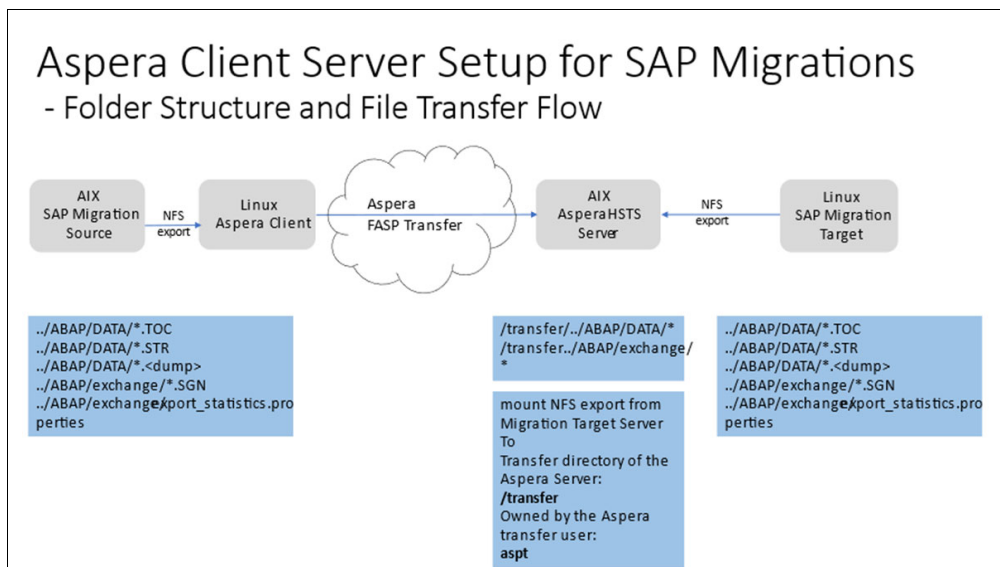 Aspera Client Server Setup for SAP Migrations
- Folder Structure and File Transfer Flow
AIX
SAP Migration
Source
NFS
export
Linux
Aspera Client
Aspera
FASP Transfer
AIX
AsperaHSTS
Server
NFS
export
Linux
SAP Migration
Target
../ABAP/DATA/*.TOC
../ABAP/DATA/*.STR
../ABAP/DATA/*.<dump>
../ABAP/exchange/*.SGN
../ABAP/exchange/export_statistics.pro
perties
/transfer/../ABAP/DATA/*
/transfer../ABAP/exchange/
*
mount NFS export from
Migration Target Server
To
Transfer directory of the
Aspera Server:
/transfer
Owned by the Aspera
transfer user:
aspt
../ABAP/DATA/*.TOC
../ABAP/DATA/*.STR
../ABAP/DATA/*.<dump>
../ABAP/exchange/*.SGN
../ABAP/exchange/export_statistics.pro
perties